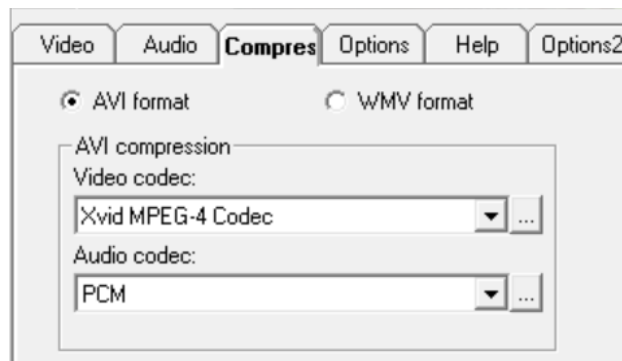 Video Audio Compres Options Help Options2
AVI format WMV format
AVI compression
Video codec:
Xvid MPEG-4 Codec ...
Audio codec:
PCM ...